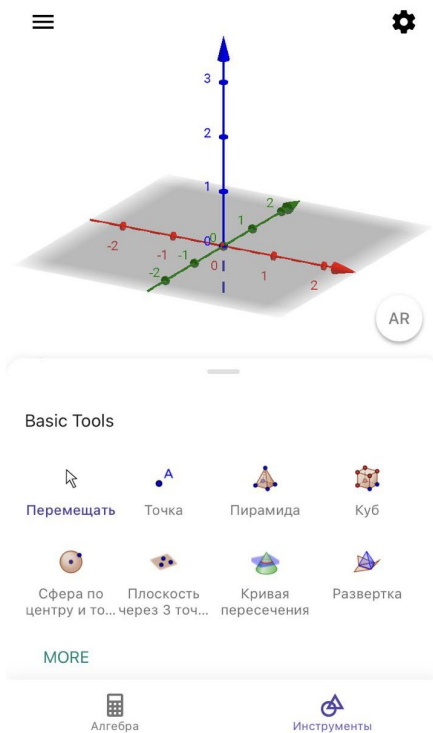 3
2
1
0
2
1
0
-1
-2
-2
-1
0
1
2
AR
Basic Tools
Перемещать
Точка
Пирамида
Куб
Сфера по центру и то...
Плоскость через 3 точ...
Кривая пересечения
Развертка
MORE
Алгебра
Инструменты